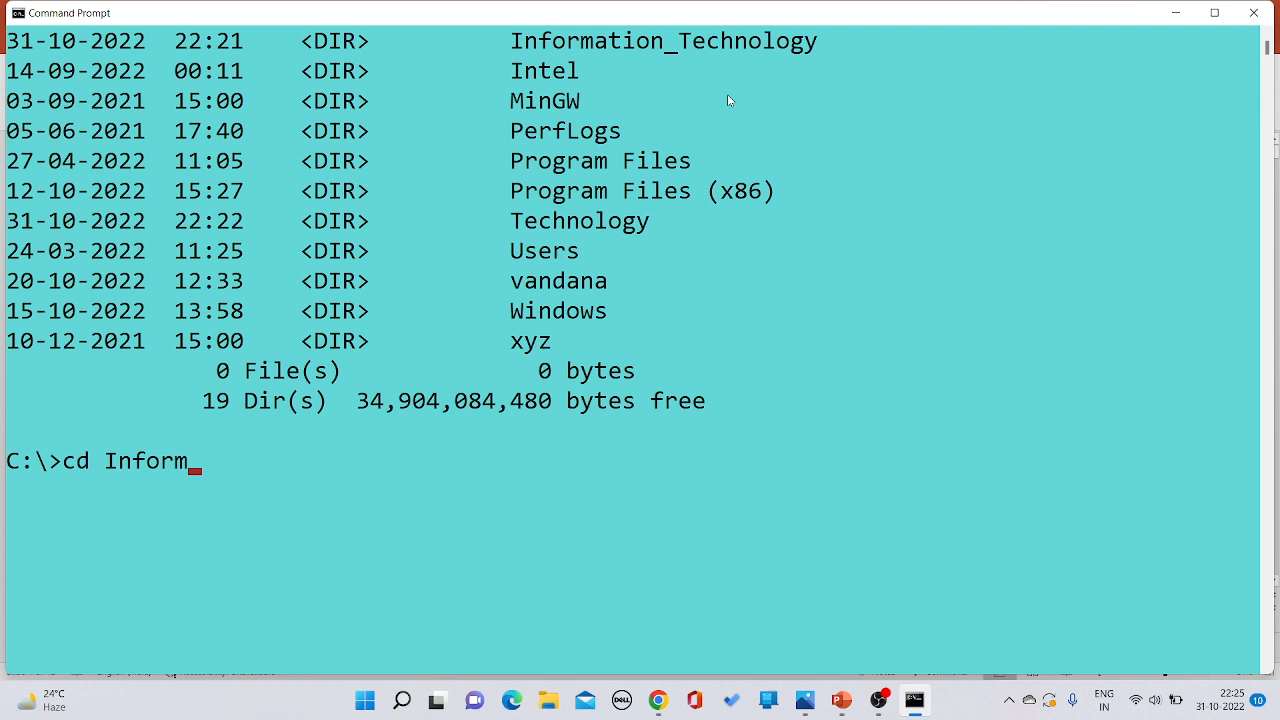 Command Prompt
31-10-2022  22:21    <DIR>          Information_Technology
14-09-2022  00:11    <DIR>          Intel
03-09-2021  15:00    <DIR>          MinGW
05-06-2021  17:40    <DIR>          PerfLogs
27-04-2022  11:05    <DIR>          Program Files
12-10-2022  15:27    <DIR>          Program Files (x86)
31-10-2022  22:22    <DIR>          Technology
24-03-2022  11:25    <DIR>          Users
20-10-2022  12:33    <DIR>          vandana
15-10-2022  13:58    <DIR>          Windows
10-12-2021  15:00    <DIR>          xyz
0 File(s)              0 bytes
19 Dir(s)  34,904,084,480 bytes free
C:\>cd Inform_
24°C
Haze
DELL
ENG
IN
22:25
31-10-2022
10